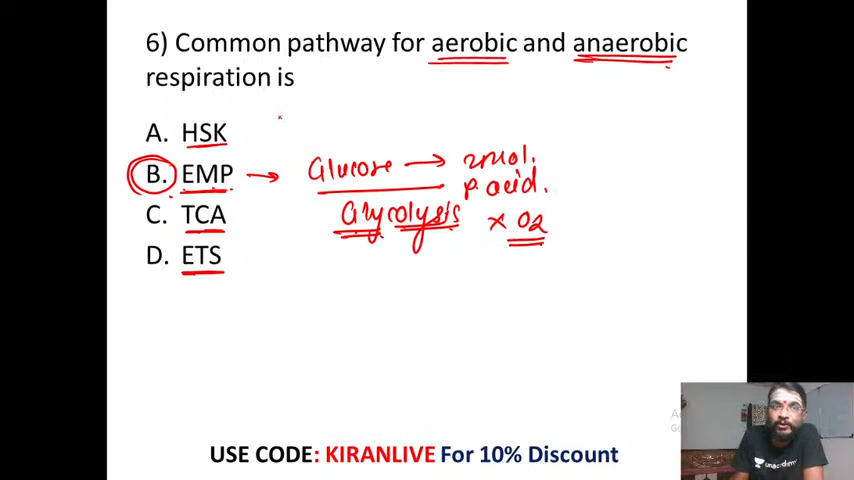 6) Common pathway for aerobic and anaerobic
respiration is
A. HSK
B. EMP → Glucose → 2mol.
P. acid.
C. TCA
Glycolysis × O2
D. ETS
unacademy
USE CODE: KIRANLIVE For 10% Discount